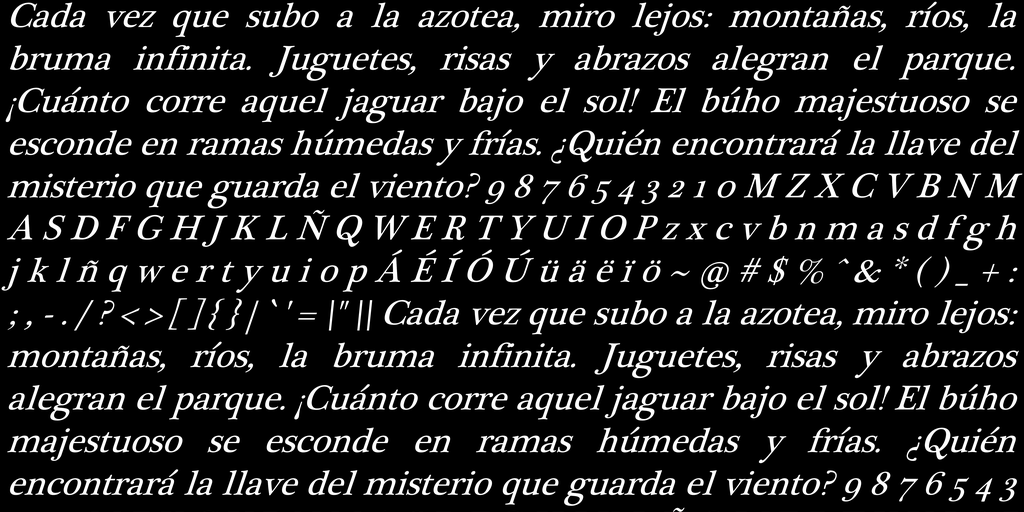 Cada vez que subo a la azotea, miro lejos: montañas, ríos, la
bruma infinita. Juguetes, risas y abrazos alegran el parque.
¡Cuánto corre aquel jaguar bajo el sol! El búho majestuoso se
esconde en ramas húmedas y frías. ¿Quién encontrará la llave del
misterio que guarda el viento? 9 8 7 6 5 4 3 2 1 0 M Z X C V B N M
A S D F G H J K L Ñ Q W E R T Y U I O P z x c v b n m a s d f g h
j k l ñ q w e r t y u i o p Á É Í Ó Ú ü ä ë ï ö ~ @ # $ % ^ & * ( ) _ + :
; , - . / ? < > [ ] { } | ` ' = |" || Cada vez que subo a la azotea, miro lejos:
montañas, ríos, la bruma infinita. Juguetes, risas y abrazos
alegran el parque. ¡Cuánto corre aquel jaguar bajo el sol! El búho
majestuoso se esconde en ramas húmedas y frías. ¿Quién
encontrará la llave del misterio que guarda el viento? 9 8 7 6 5 4 3